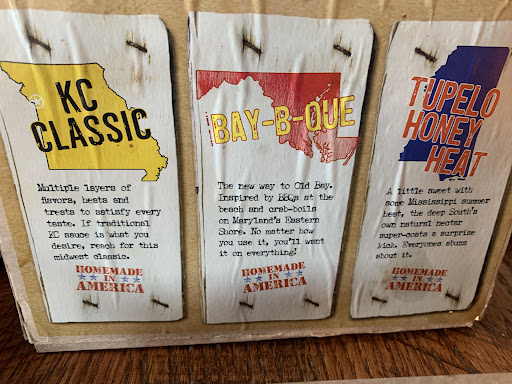 KC
CLASSIC
Multiple layers of
flavors, heats and
treats to satisfy every
taste. If traditional
KC sauce is what you
desire, reach for this
midwest classic.
HOMEMADE
IN
AMERICA
BAY-B-QUE
The new way to Old Bay.
Inspired by BBQs at the
beach and crab-boils
on Maryland's Eastern
Shore. No matter how
you use it, you'll want
it on everything!
HOMEMADE
IN
AMERICA
TUPELO
HONEY
HEAT
A little sweet with
some Mississippi summer
heat, the deep South's
own natural nectar
super-coats a surprise
kick. Everyones abuzz
about it.
HOMEMADE
IN
AMERICA